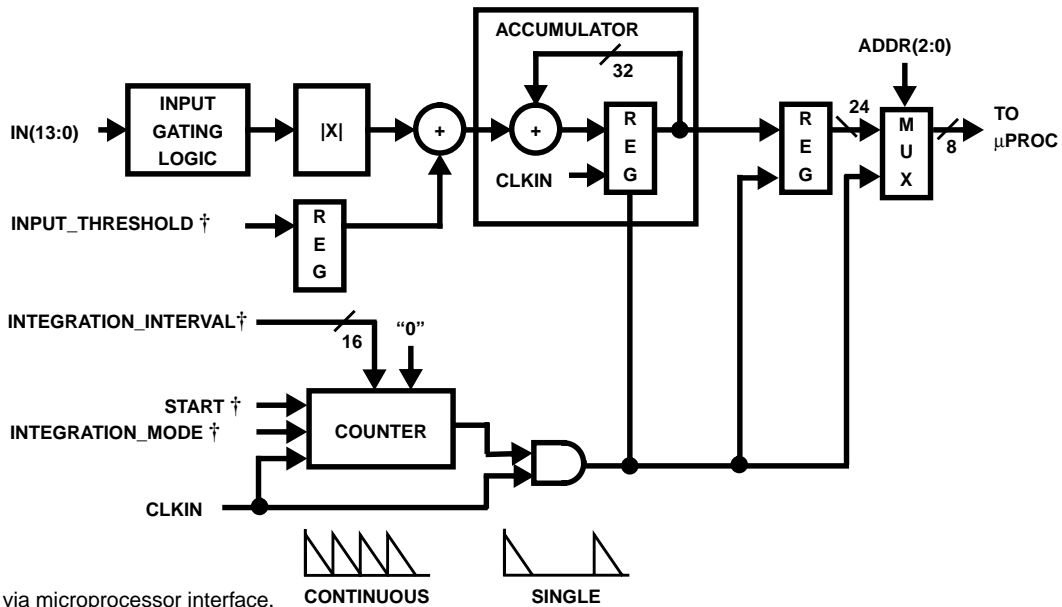 ACCUMULATOR
32
ADDR(2:0)
24
IN(13:0)
INPUT
GATING
LOGIC
|X|
+
+
R
E
G
CLKIN
R
E
G
M
U
X
8
TO
μPROC
INPUT_THRESHOLD †
R
E
G
INTEGRATION_INTERVAL†
16
“0”
START †
INTEGRATION_MODE †
COUNTER
CLKIN
via microprocessor interface.
CONTINUOUS
SINGLE